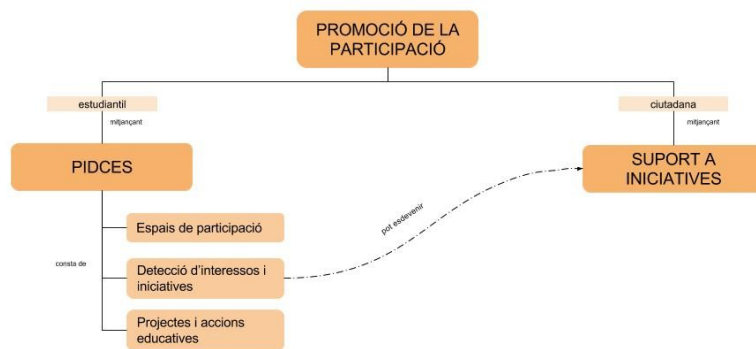 PROMOCIÓ DE LA
PARTICIPACIÓ
estudiantil
ciutadana
mitjançant
mitjançant
PIDCES
SUPORT A
INICIATIVES
Espais de participació
pot esdevenir
consta de
Detecció d'interessos i
iniciatives
Projectes i accions
educatives